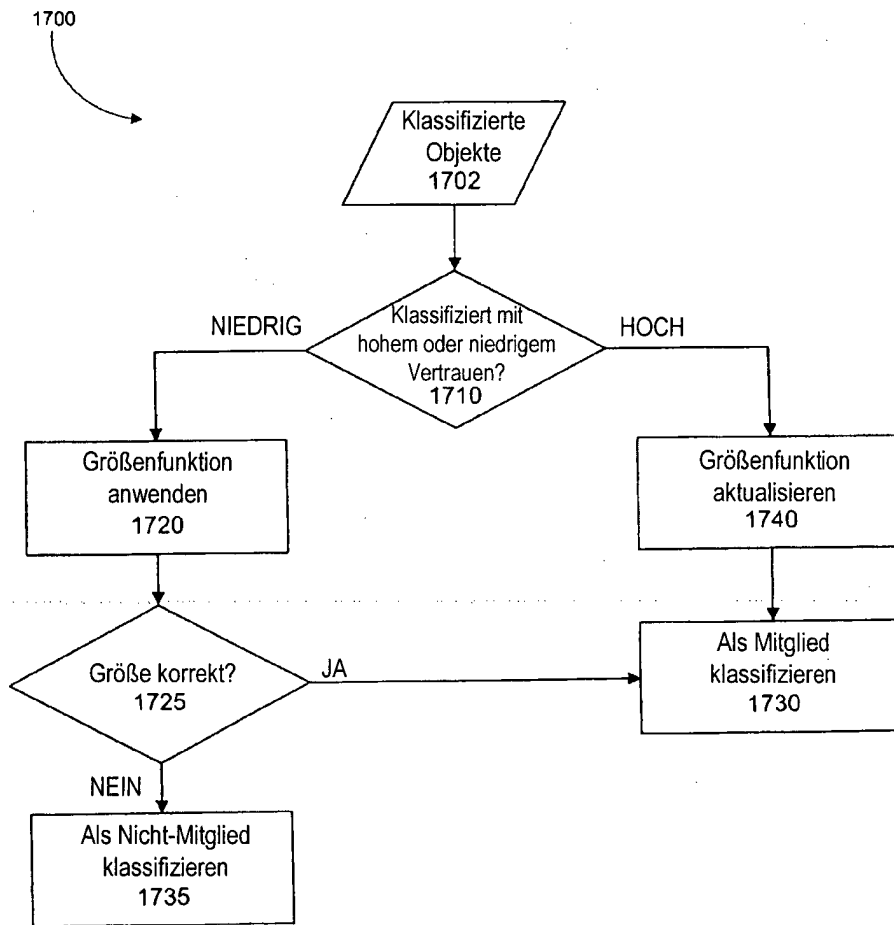 1700
Klassifizierte
Objekte
1702
Klassifiziert mit
hohem oder niedrigem
Vertrauen?
1710
NIEDRIG
HOCH
Größenfunktion
anwenden
1720
Größenfunktion
aktualisieren
1740
Größe korrekt?
1725
JA
Als Mitglied
klassifizieren
1730
NEIN
Als Nicht-Mitglied
klassifizieren
1735